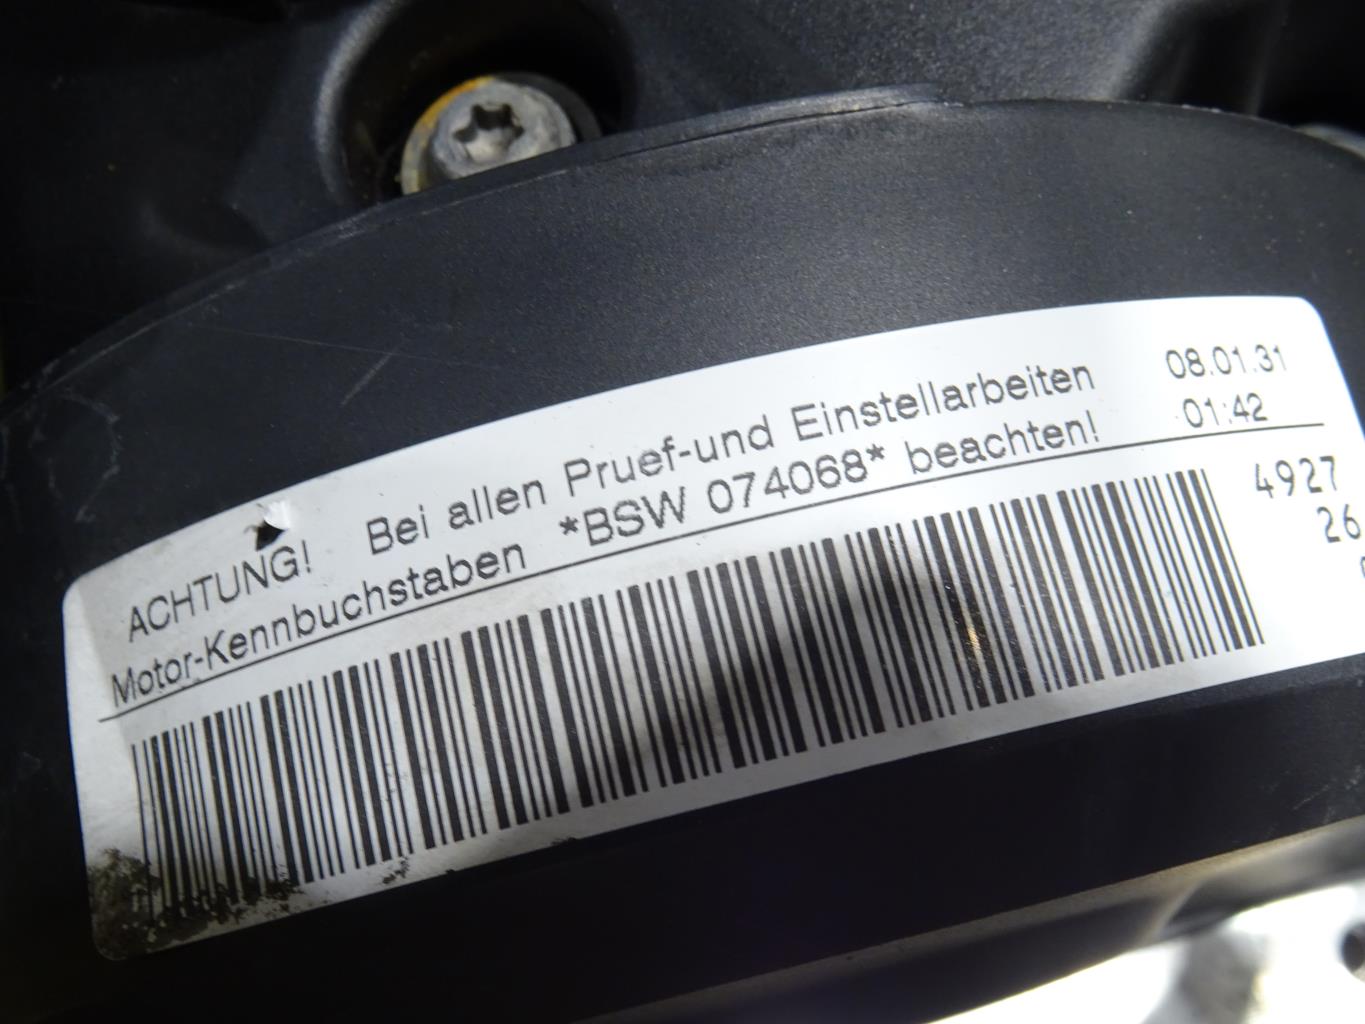 ACHTUNG! Bei allen Pruef-und Einstellarbeiten 08.01.31
Motor-Kennbuchstaben *BSW 074068* beachten! 01:42
4927
26